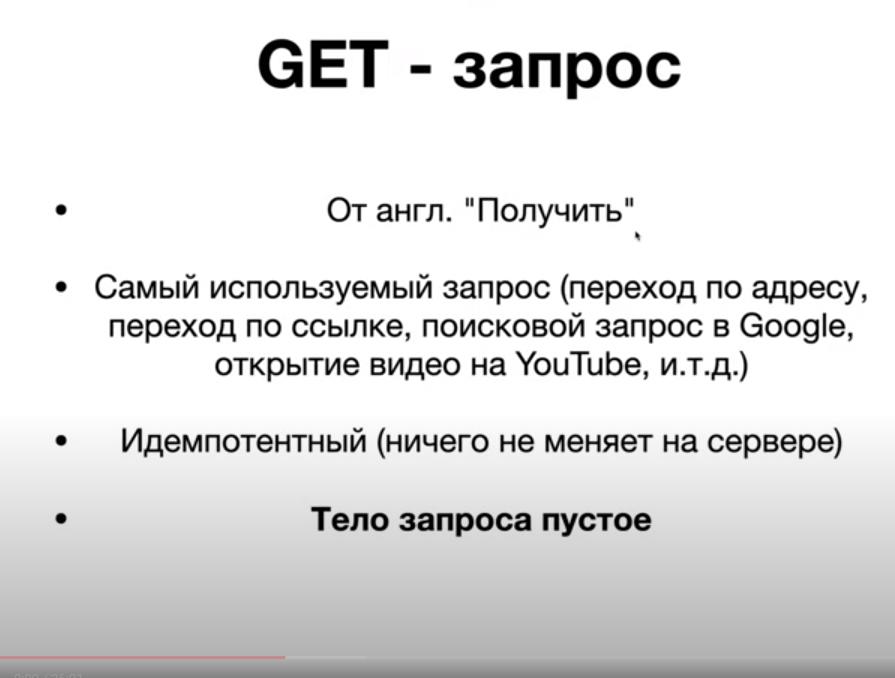 GET - запрос
• От англ. "Получить"
• Самый используемый запрос (переход по адресу,
переход по ссылке, поисковой запрос в Google,
открытие видео на YouTube, и.т.д.)
• Идемпотентный (ничего не меняет на сервере)
• Тело запроса пустое